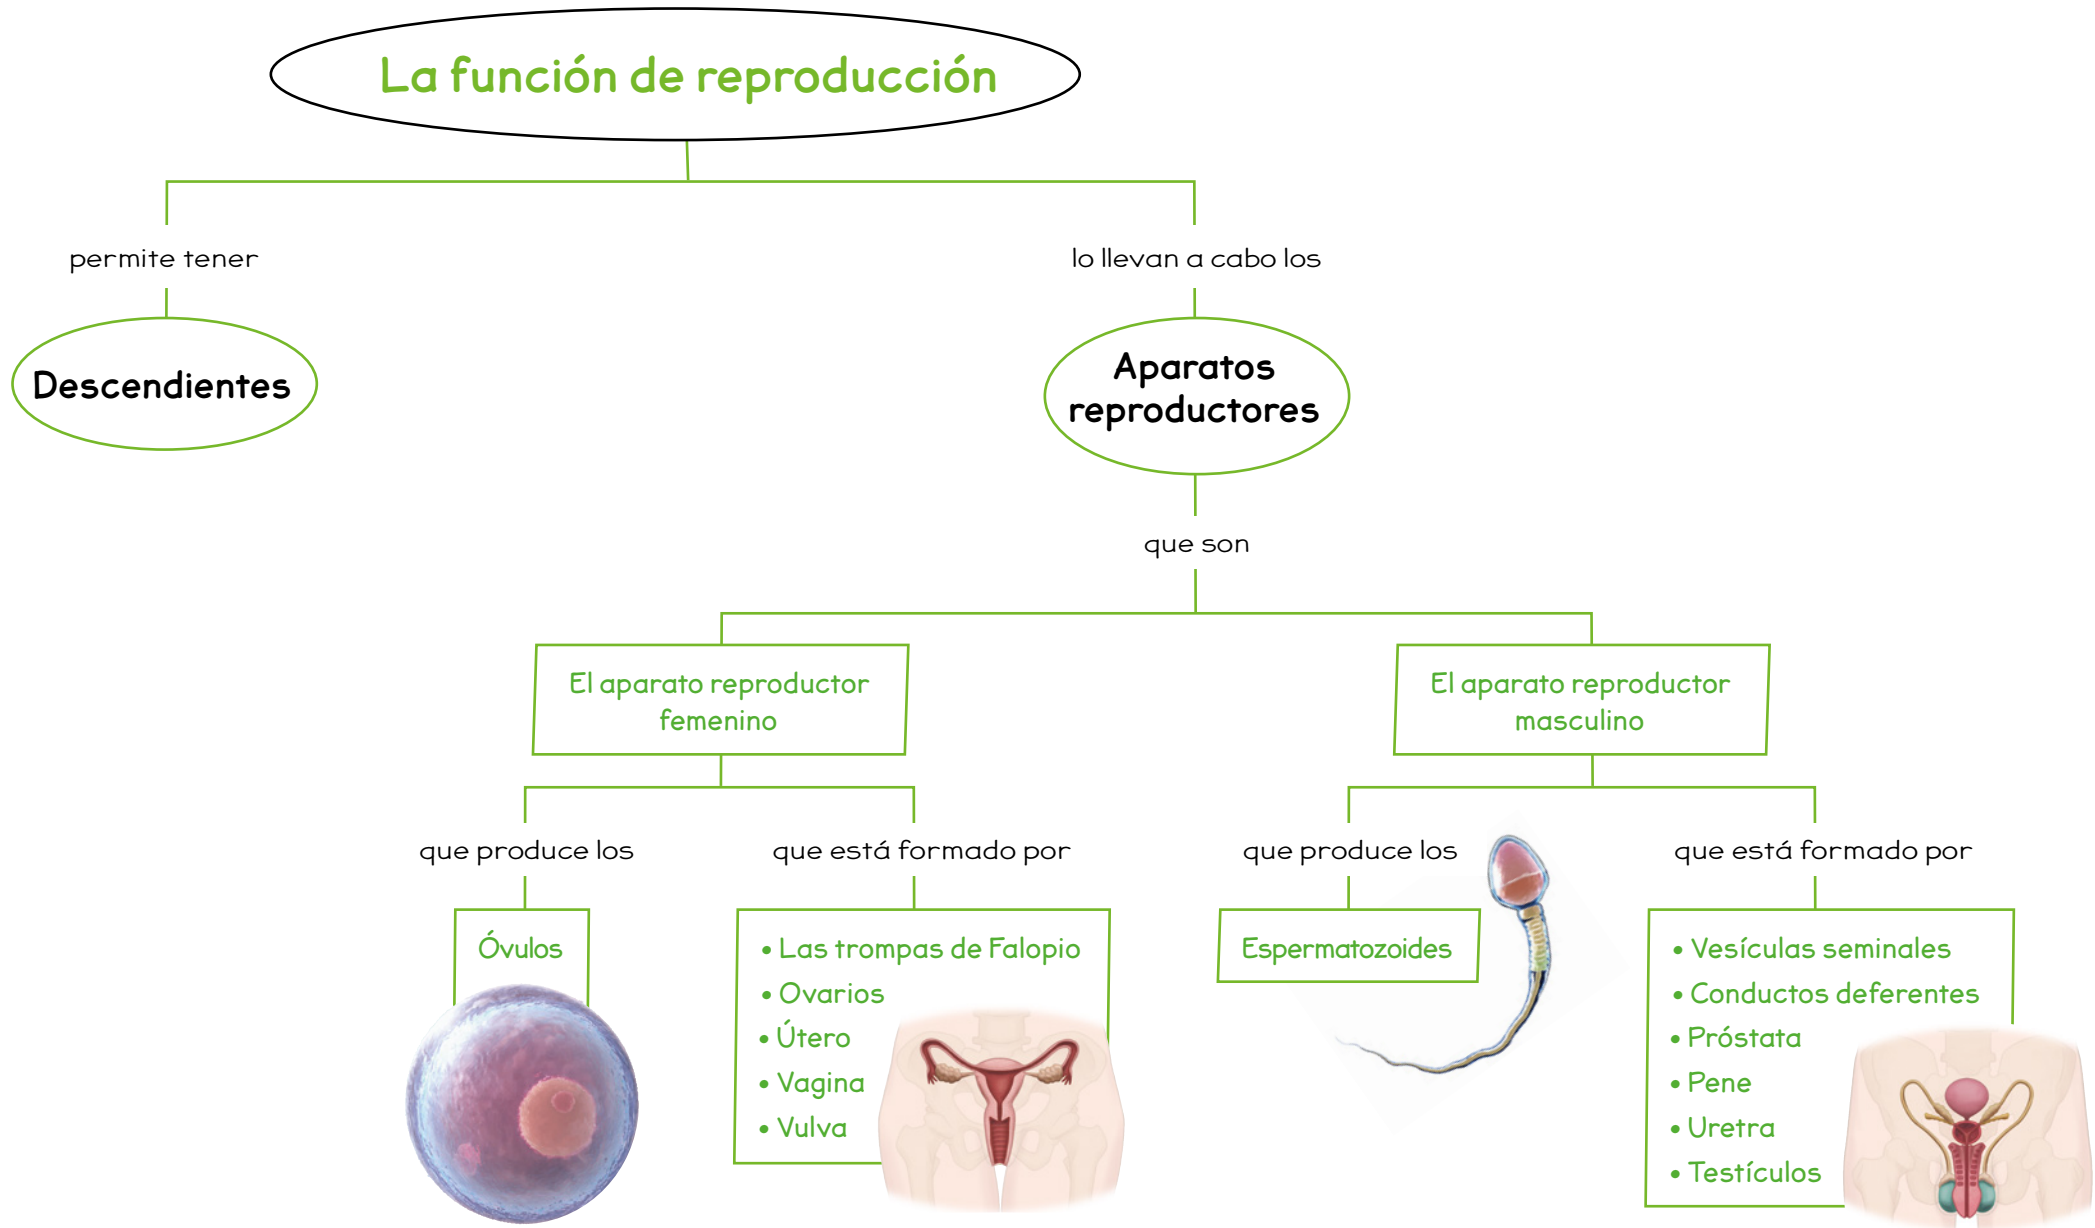 La función de reproducción
permite tener
lo llevan a cabo los
Descendientes
Aparatos
reproductores
que son
El aparato reproductor
femenino
El aparato reproductor
masculino
que produce los
que está formado por
que produce los
que está formado por
Óvulos
• Las trompas de Falopio
• Ovarios
• Útero
• Vagina
• Vulva
Espermatozoides
• Vesículas seminales
• Conductos deferentes
• Próstata
• Pene
• Uretra
• Testículos